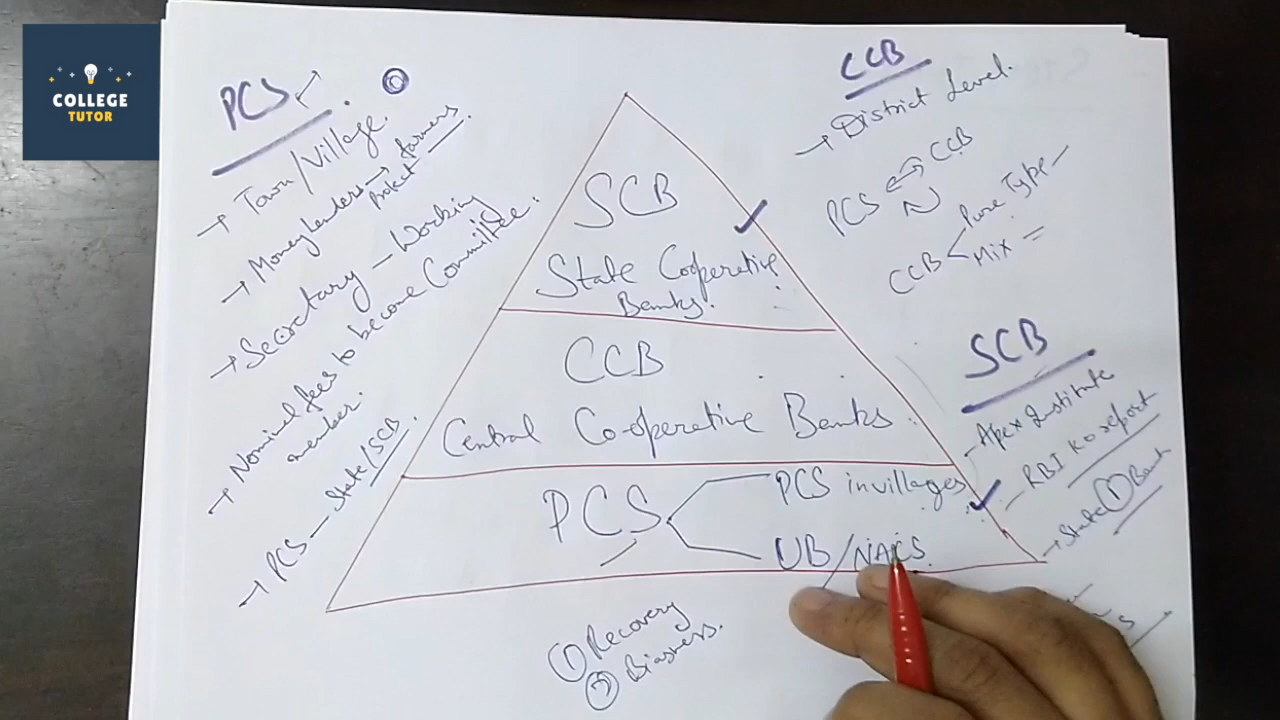 COLLEGE
TUTOR
PCS
→ Town/Village.
→ Moneylenders → farmers
Protect
→ Secretary - Working
Committee.
→ Nominal fees to become
member.
→ PCS - State/SCB.
SCB
State Cooperative
Banks.
CCB
Central Co-operative Banks.
PCS
PCS in villages
UB/NACS.
① Recovery
② Biasness.
CCB
→ District Level.
PCS ↔ CCB
N
CCB < Pure Type -
Mix =
SCB
- Apex Institute
- RBI ko report
→ State ① Bank